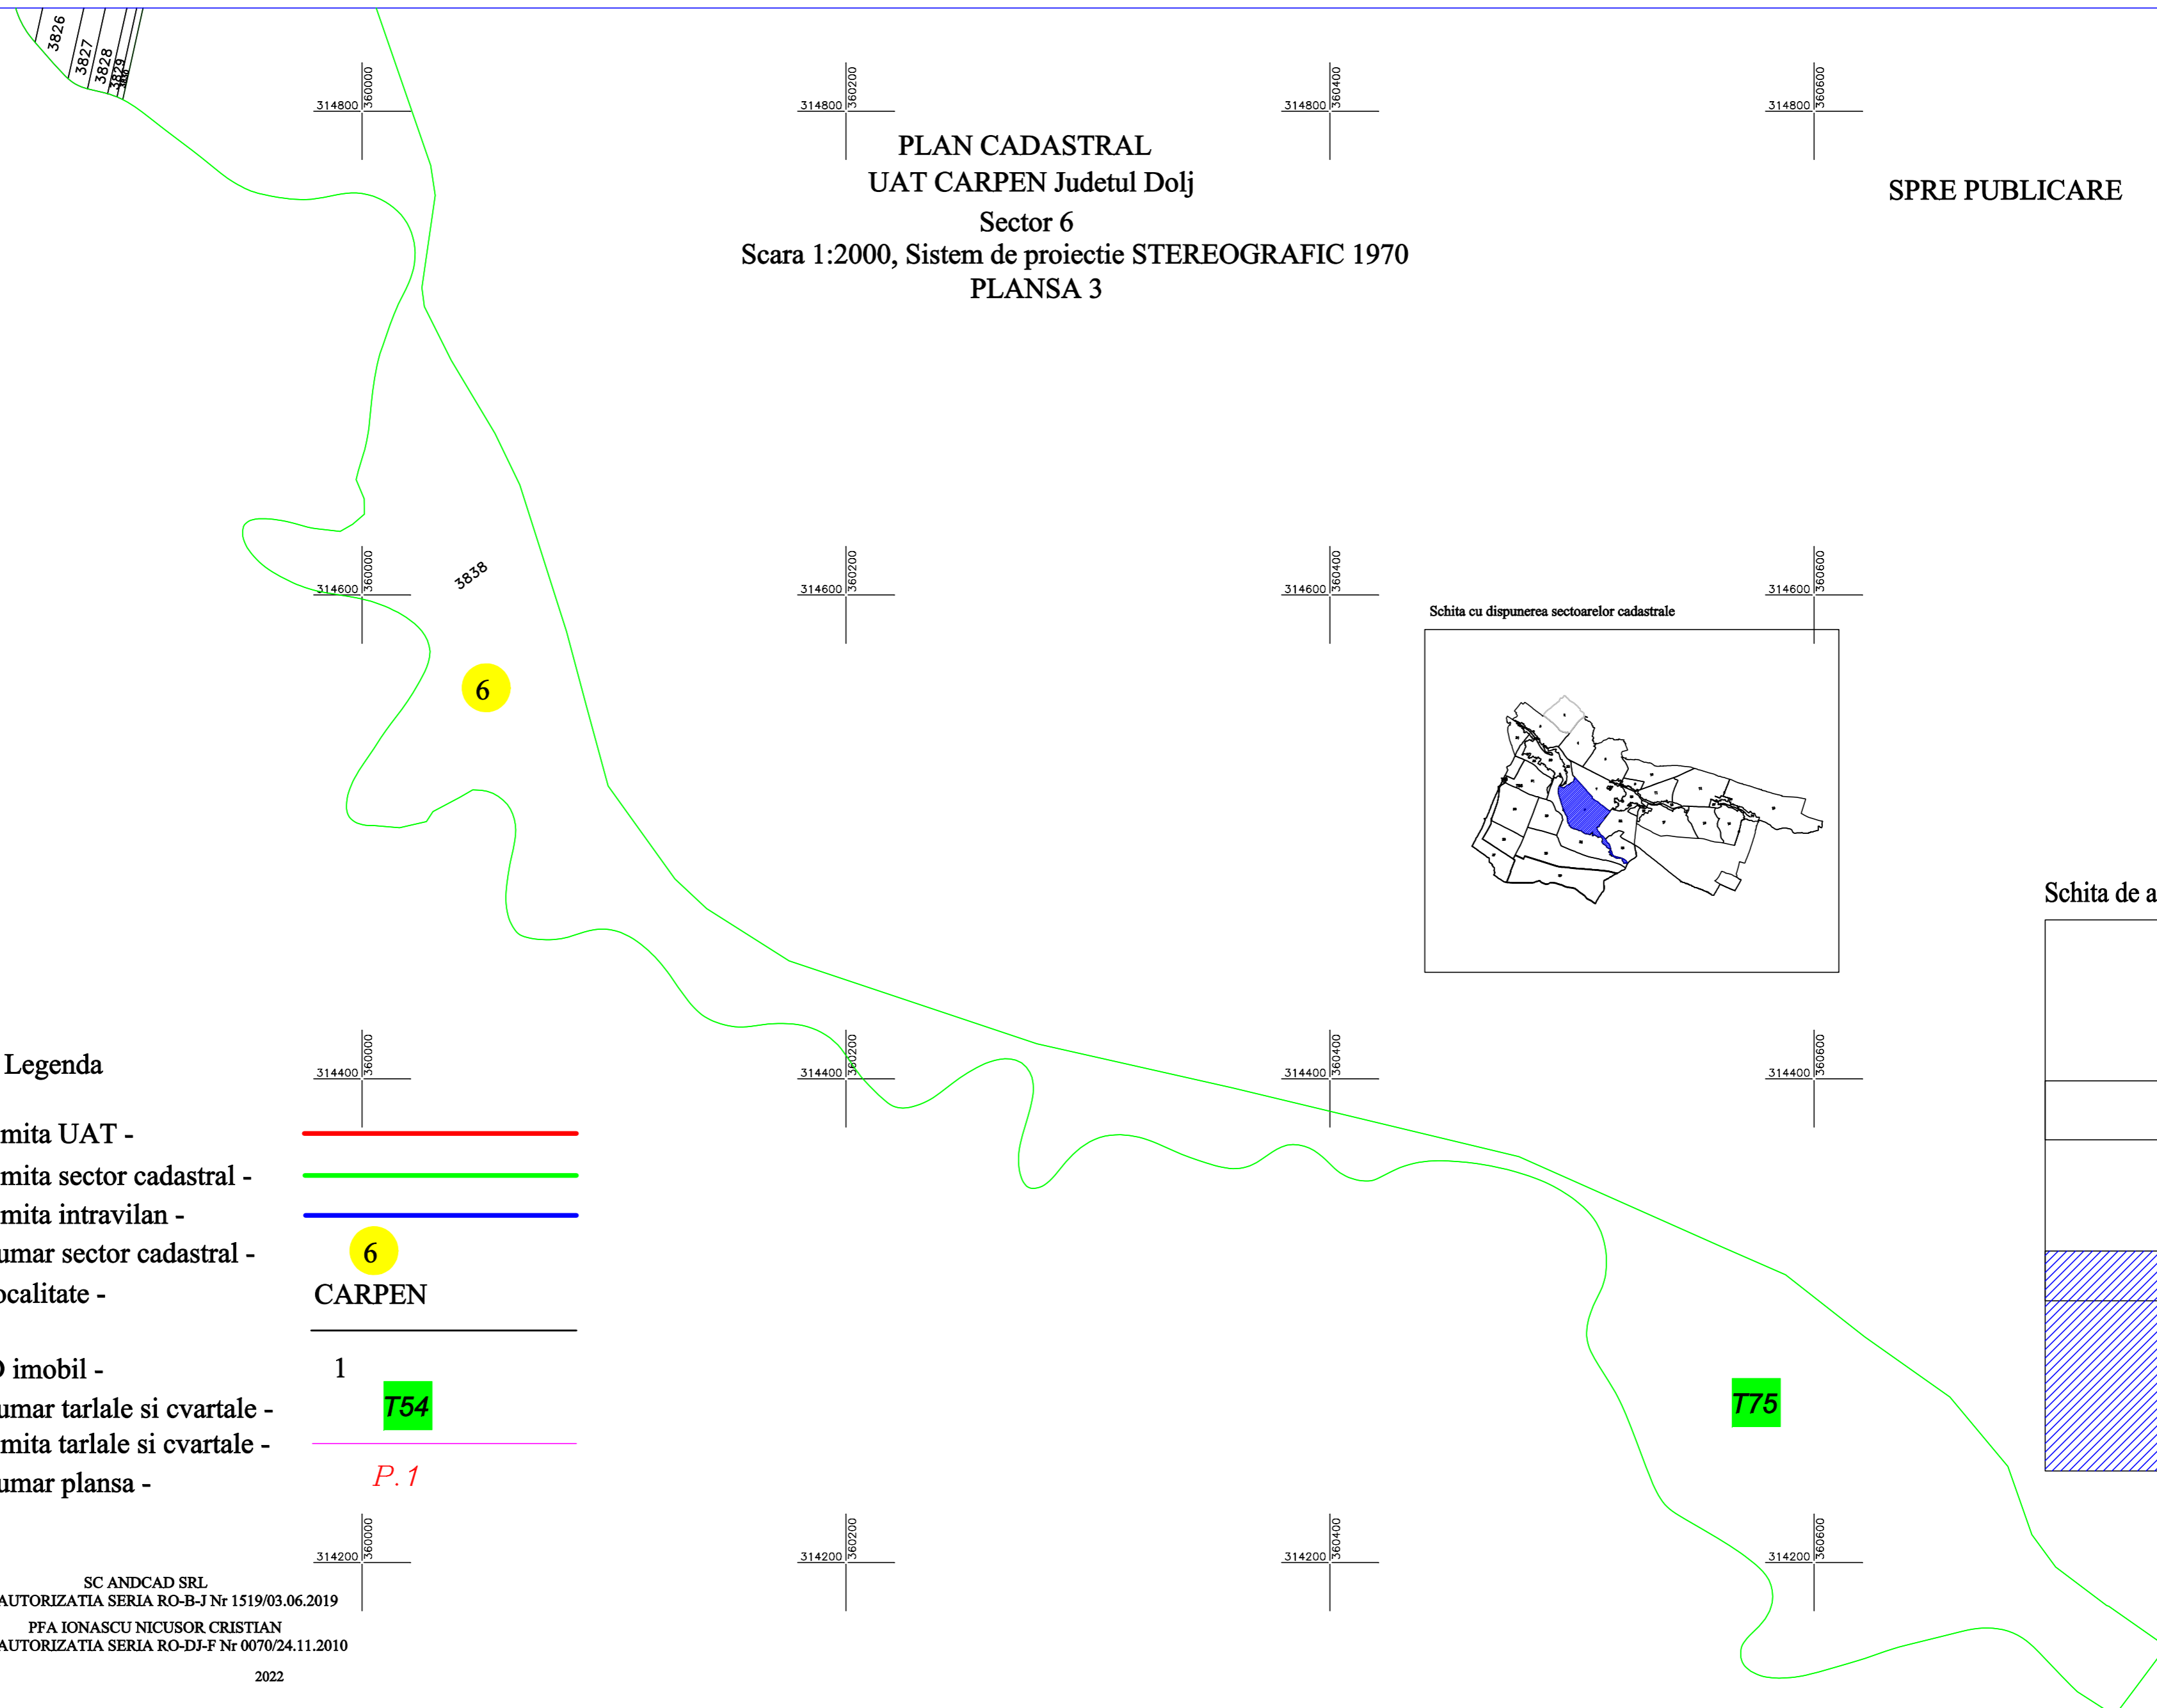 3826
3827
3828
3829
314800 360000
314800 360200
314800 360400
314800 360600
PLAN CADASTRAL
UAT CARPEN Judetul Dolj
Sector 6
Scara 1:2000, Sistem de proiectie STEREOGRAFIC 1970
PLANSA 3
SPRE PUBLICARE
3838
314600 360000
314600 360200
314600 360400
314600 360600
6
Schita cu dispunerea sectoarelor cadastrale
Schita de a
Legenda
314400 360000
314400 360200
314400 360400
314400 360600
mita UAT -
mita sector cadastral -
mita intravilan -
umar sector cadastral - 6
ocalitate - CARPEN
imobil - 1
umar tarlale si cvartale - T54
T75
mita tarlale si cvartale -
umar plansa - P.1
314200 360000
314200 360200
314200 360400
314200 360600
SC ANDCAD SRL
AUTORIZATIA SERIA RO-B-J Nr 1519/03.06.2019
PFA IONASCU NICUSOR CRISTIAN
AUTORIZATIA SERIA RO-DJ-F Nr 0070/24.11.2010
2022